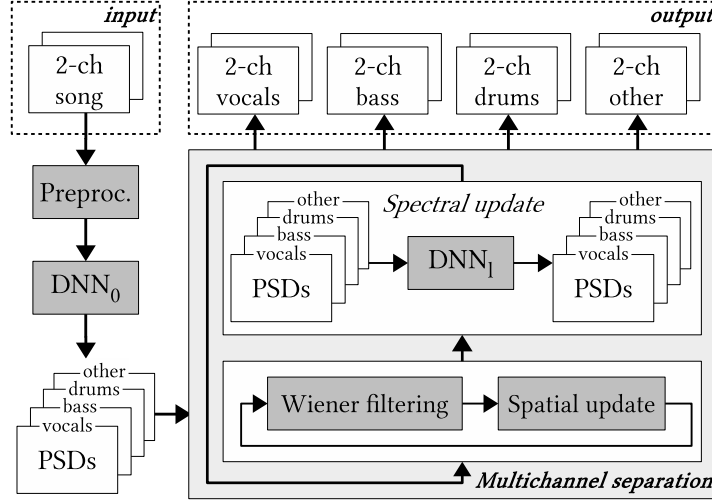 input
2-ch
song
Preproc.
DNN0
other
drums
bass
vocals
PSDs
output
2-ch
vocals
2-ch
bass
2-ch
drums
2-ch
other
Spectral update
other
drums
bass
vocals
PSDs
DNNl
other
drums
bass
vocals
PSDs
Wiener filtering
Spatial update
Multichannel separation